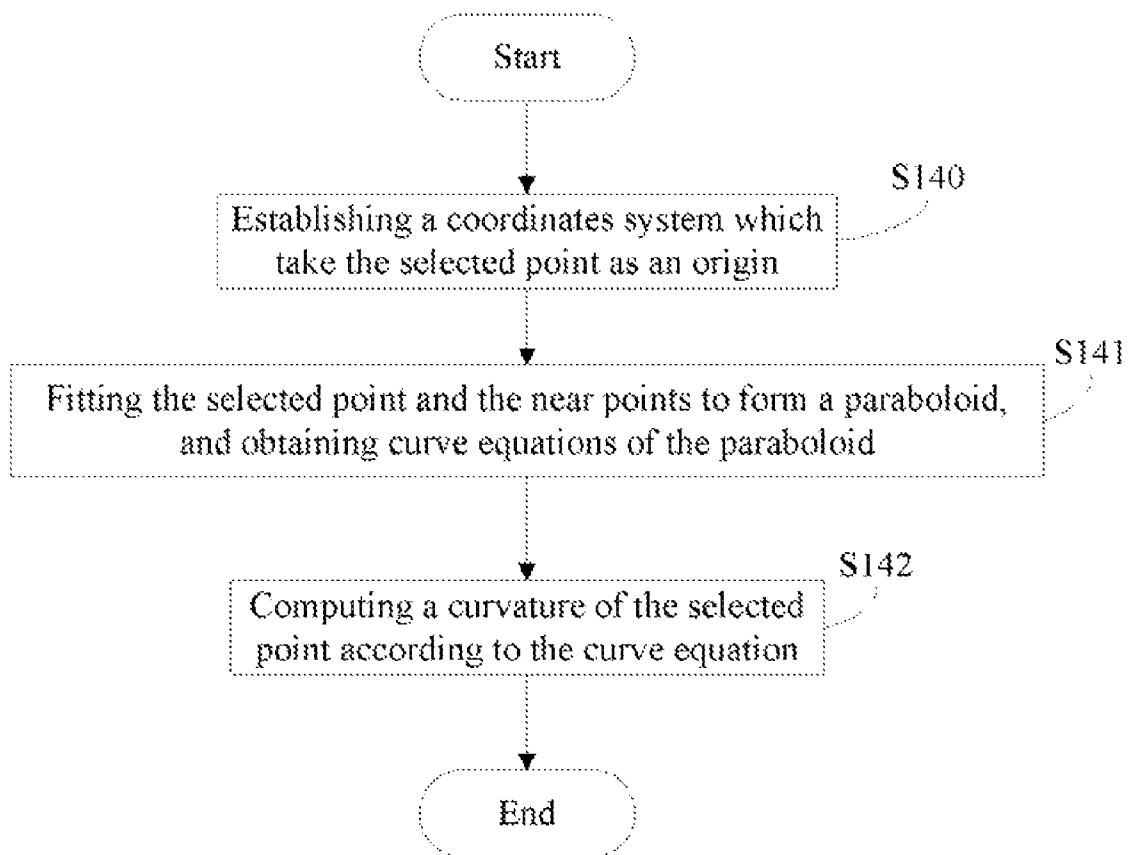 Start
S140
Establishing a coordinates system which
take the selected point as an origin
S141
Fitting the selected point and the near points to form a paraboloid,
and obtaining curve equations of the paraboloid
S142
Computing a curvature of the selected
point according to the curve equation
End